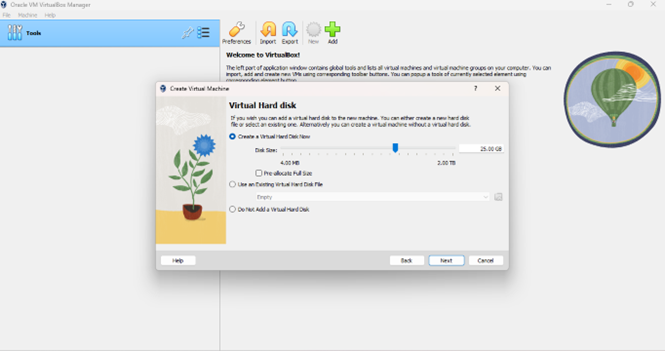 Oracle VM VirtualBox Manager
File Machine Help
Tools
Preferences Import Export New Add
Welcome to VirtualBox!
The left part of application window contains global tools and lists all virtual machines and virtual machine groups on your computer. You can
import, add and create new VMs using corresponding toolbar buttons. You can popup a tools of currently selected element using
corresponding element button.
Create Virtual Machine
?
Virtual Hard disk
If you wish you can add a virtual hard disk to the new machine. You can either create a new hard disk
file or select an existing one. Alternatively you can create a virtual machine without a virtual hard disk.
Create a Virtual Hard Disk Now
Disk Size:
25.00 GB
4.00 MB 2.00 TB
Pre-allocate Full Size
Use an Existing Virtual Hard Disk File
Empty
Do Not Add a Virtual Hard Disk
Help Back Next Cancel